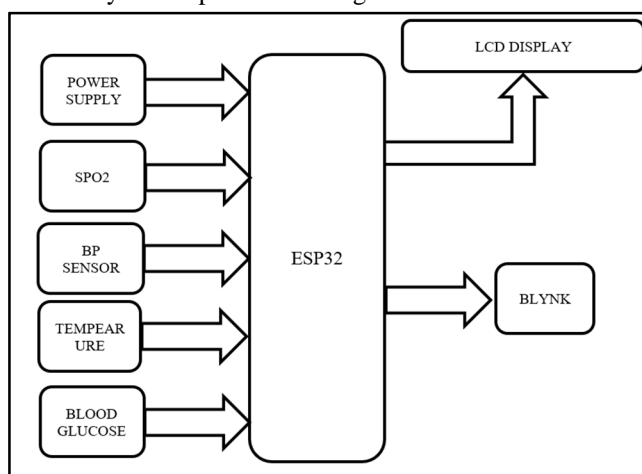 POWER
SUPPLY
SPO2
BP
SENSOR
TEMPEAR
URE
BLOOD
GLUCOSE
ESP32
LCD DISPLAY
BLYNK